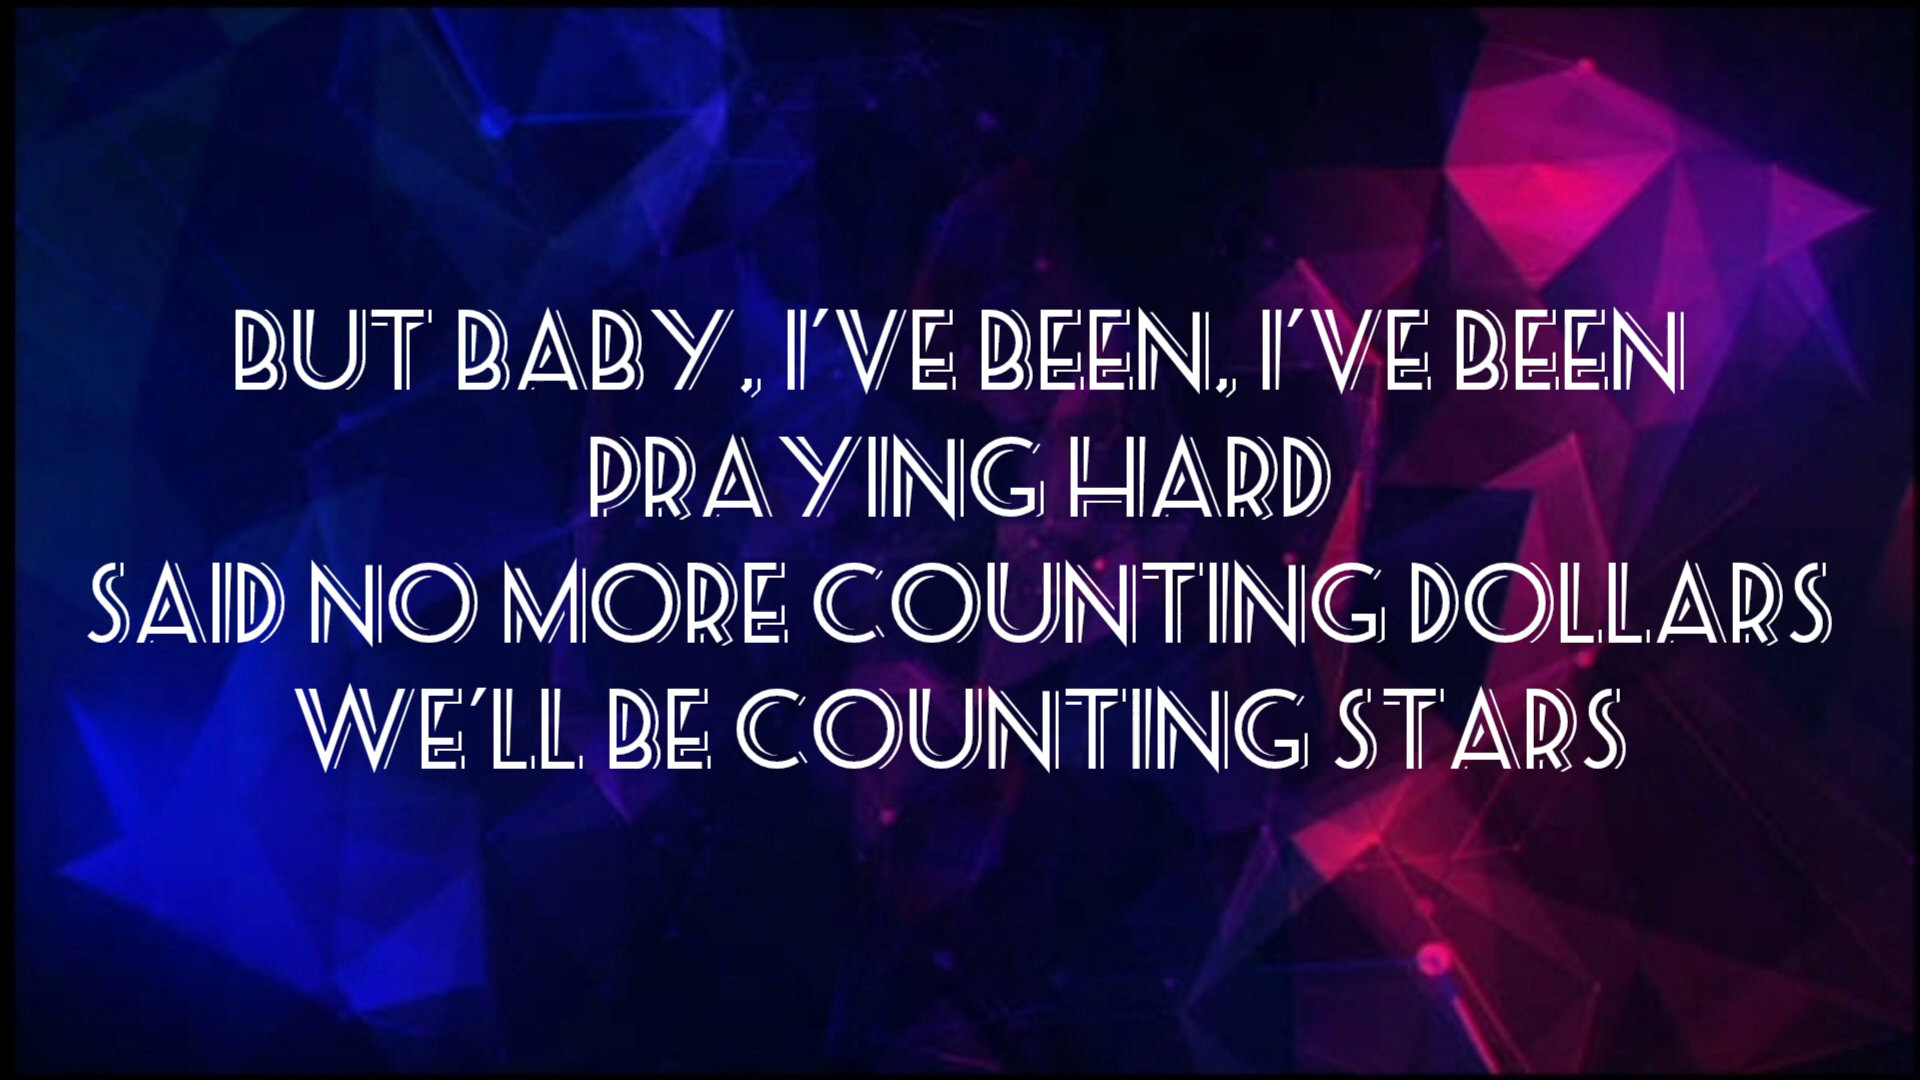 BUT BABY, I'VE BEEN, I'VE BEEN
PRAYING HARD
SAID NO MORE COUNTING DOLLARS
WE'LL BE COUNTING STARS